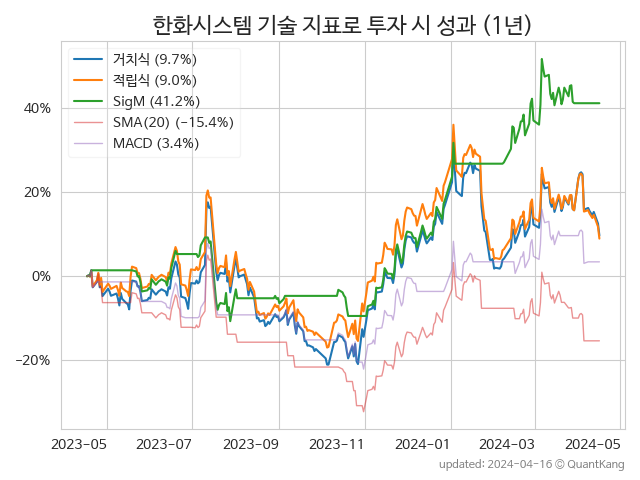 한화시스템 기술 지표로 투자 시 성과 (1년)
거치식 (9.7%)
적립식 (9.0%)
SigM (41.2%)
SMA(20) (−15.4%)
MACD (3.4%)
40%
20%
0%
−20%
2023−05 2023−07 2023−09 2023−11 2024−01 2024−03 2024−05
updated: 2024−04−16 © QuantKang